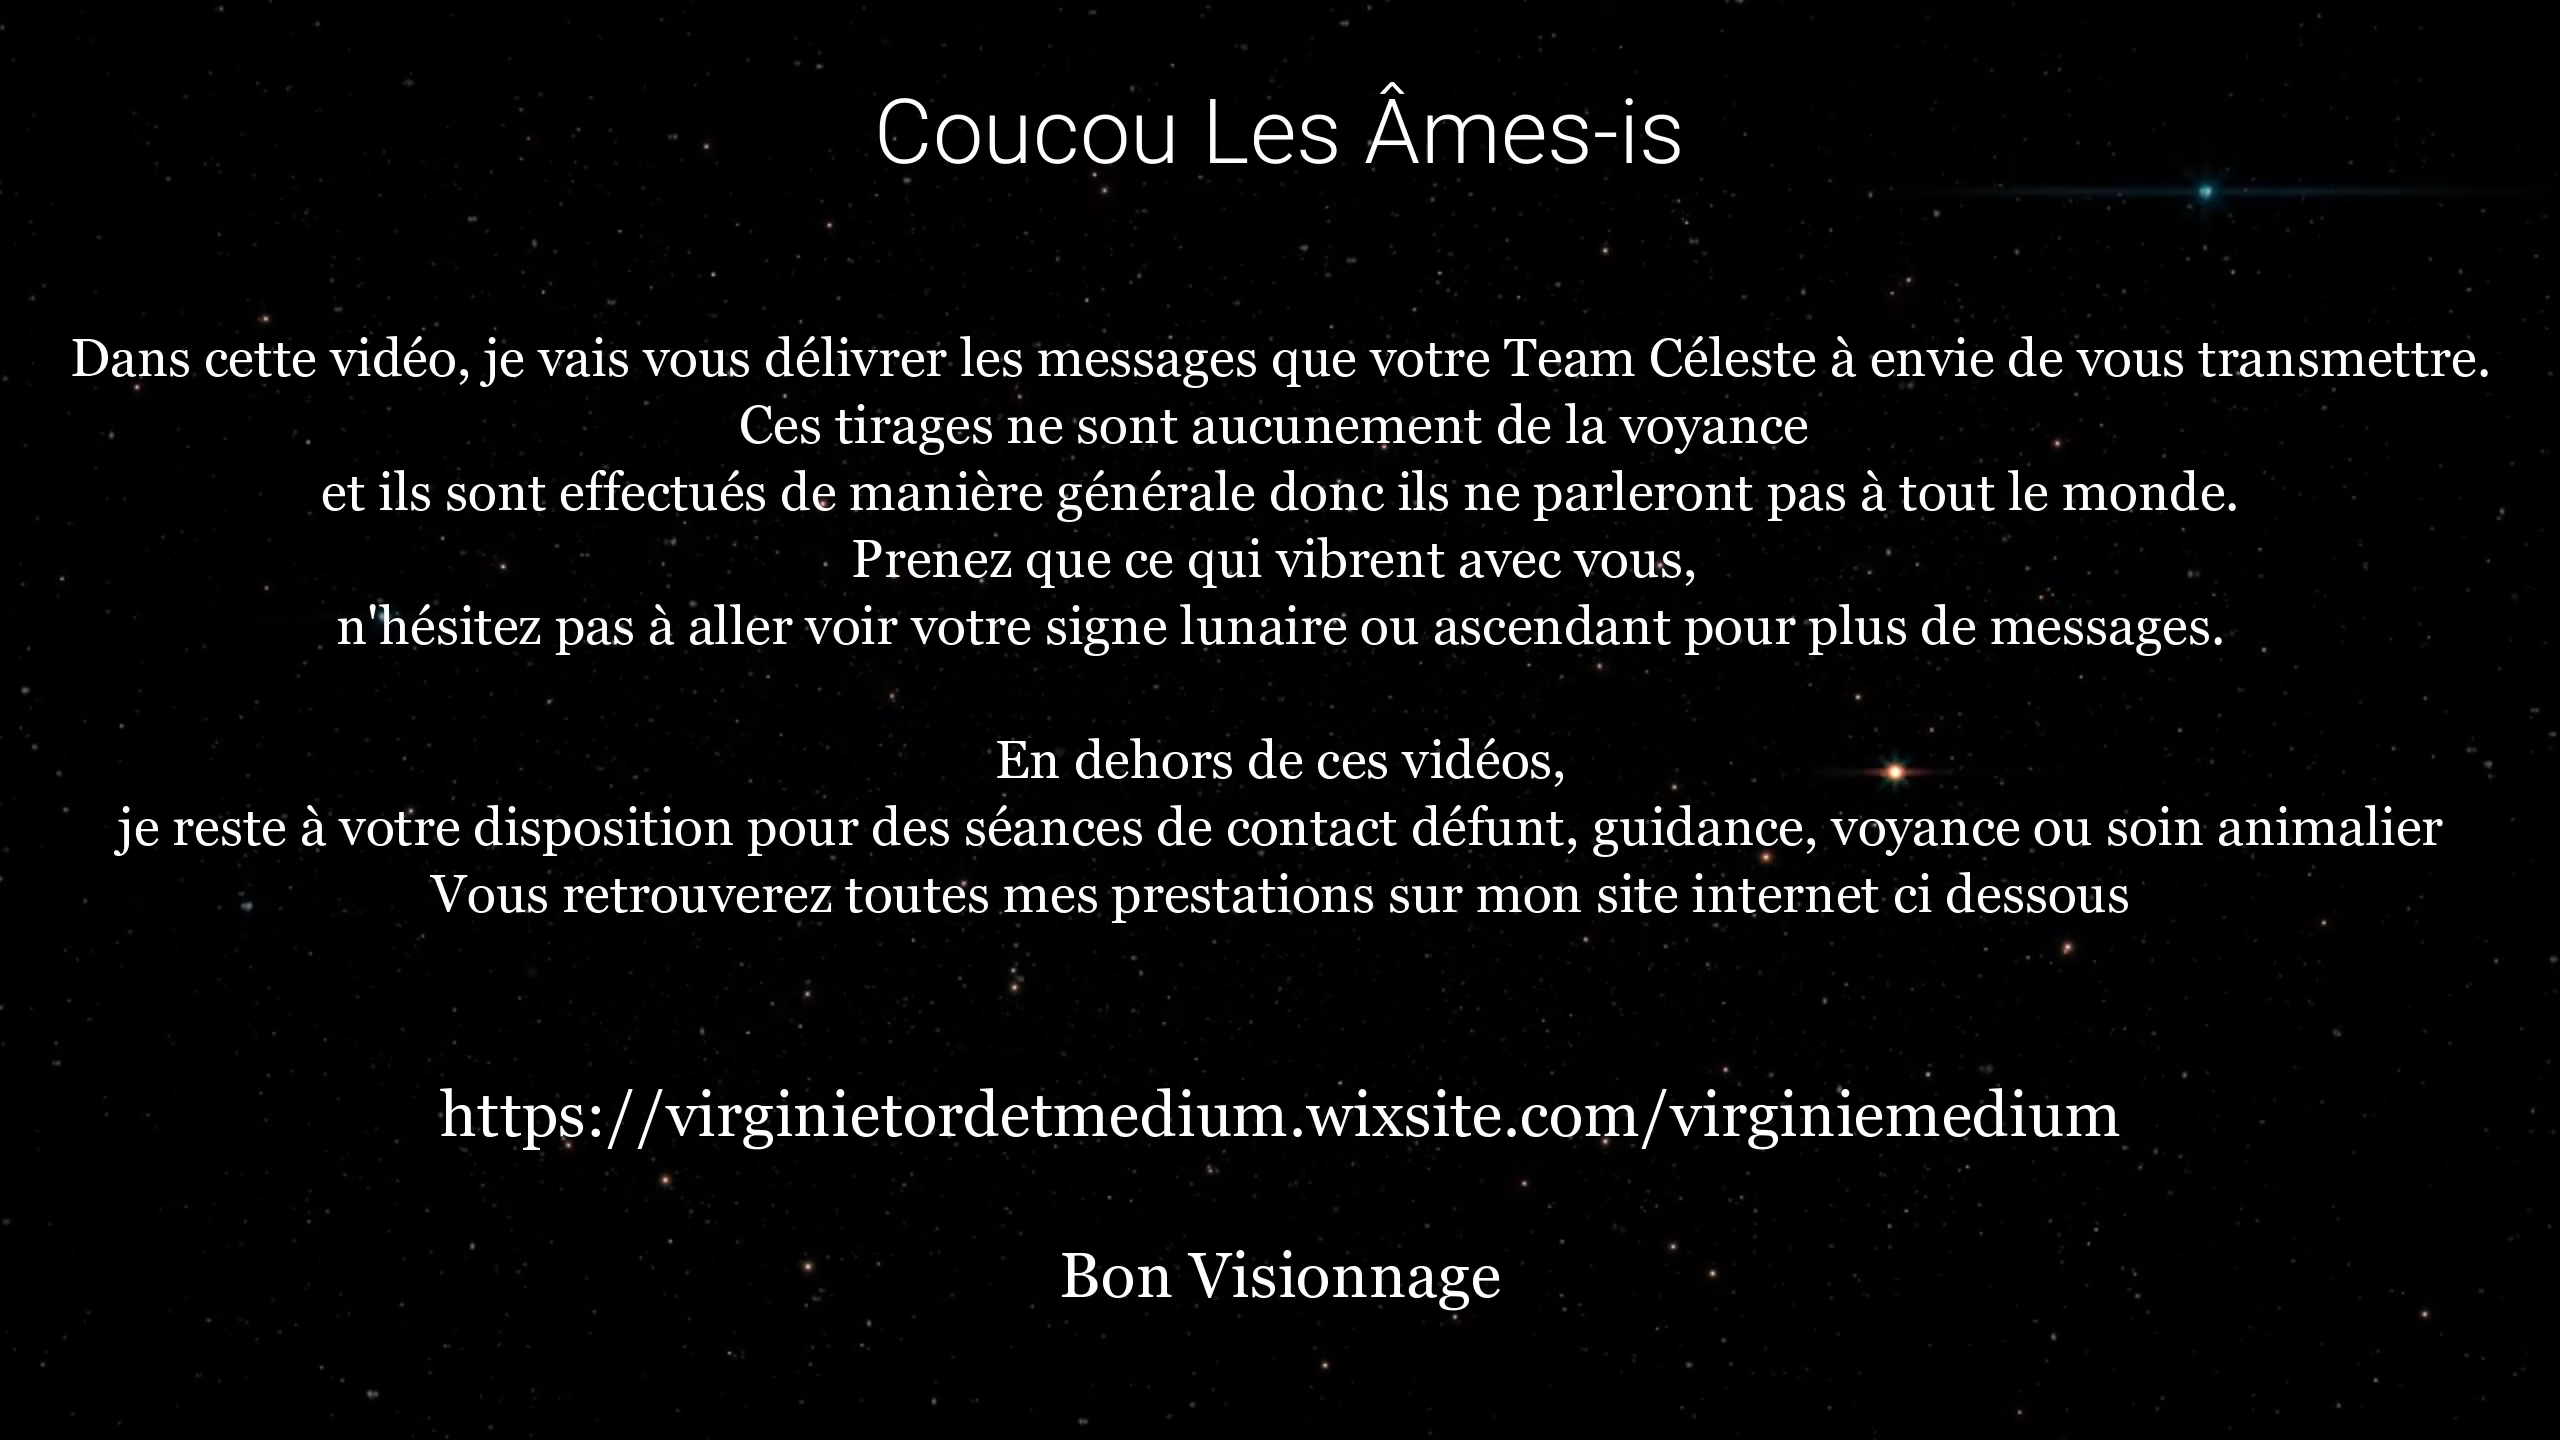 Coucou Les Âmes-is
Dans cette vidéo, je vais vous délivrer les messages que votre Team Céleste à envie de vous transmettre.
Ces tirages ne sont aucunement de la voyance
et ils sont effectués de manière générale donc ils ne parleront pas à tout le monde.
Prenez que ce qui vibrent avec vous,
n'hésitez pas à aller voir votre signe lunaire ou ascendant pour plus de messages.
En dehors de ces vidéos,
je reste à votre disposition pour des séances de contact défunt, guidance, voyance ou soin animalier
Vous retrouverez toutes mes prestations sur mon site internet ci dessous
https://virginietordetmedium.wixsite.com/virginiemedium
Bon Visionnage